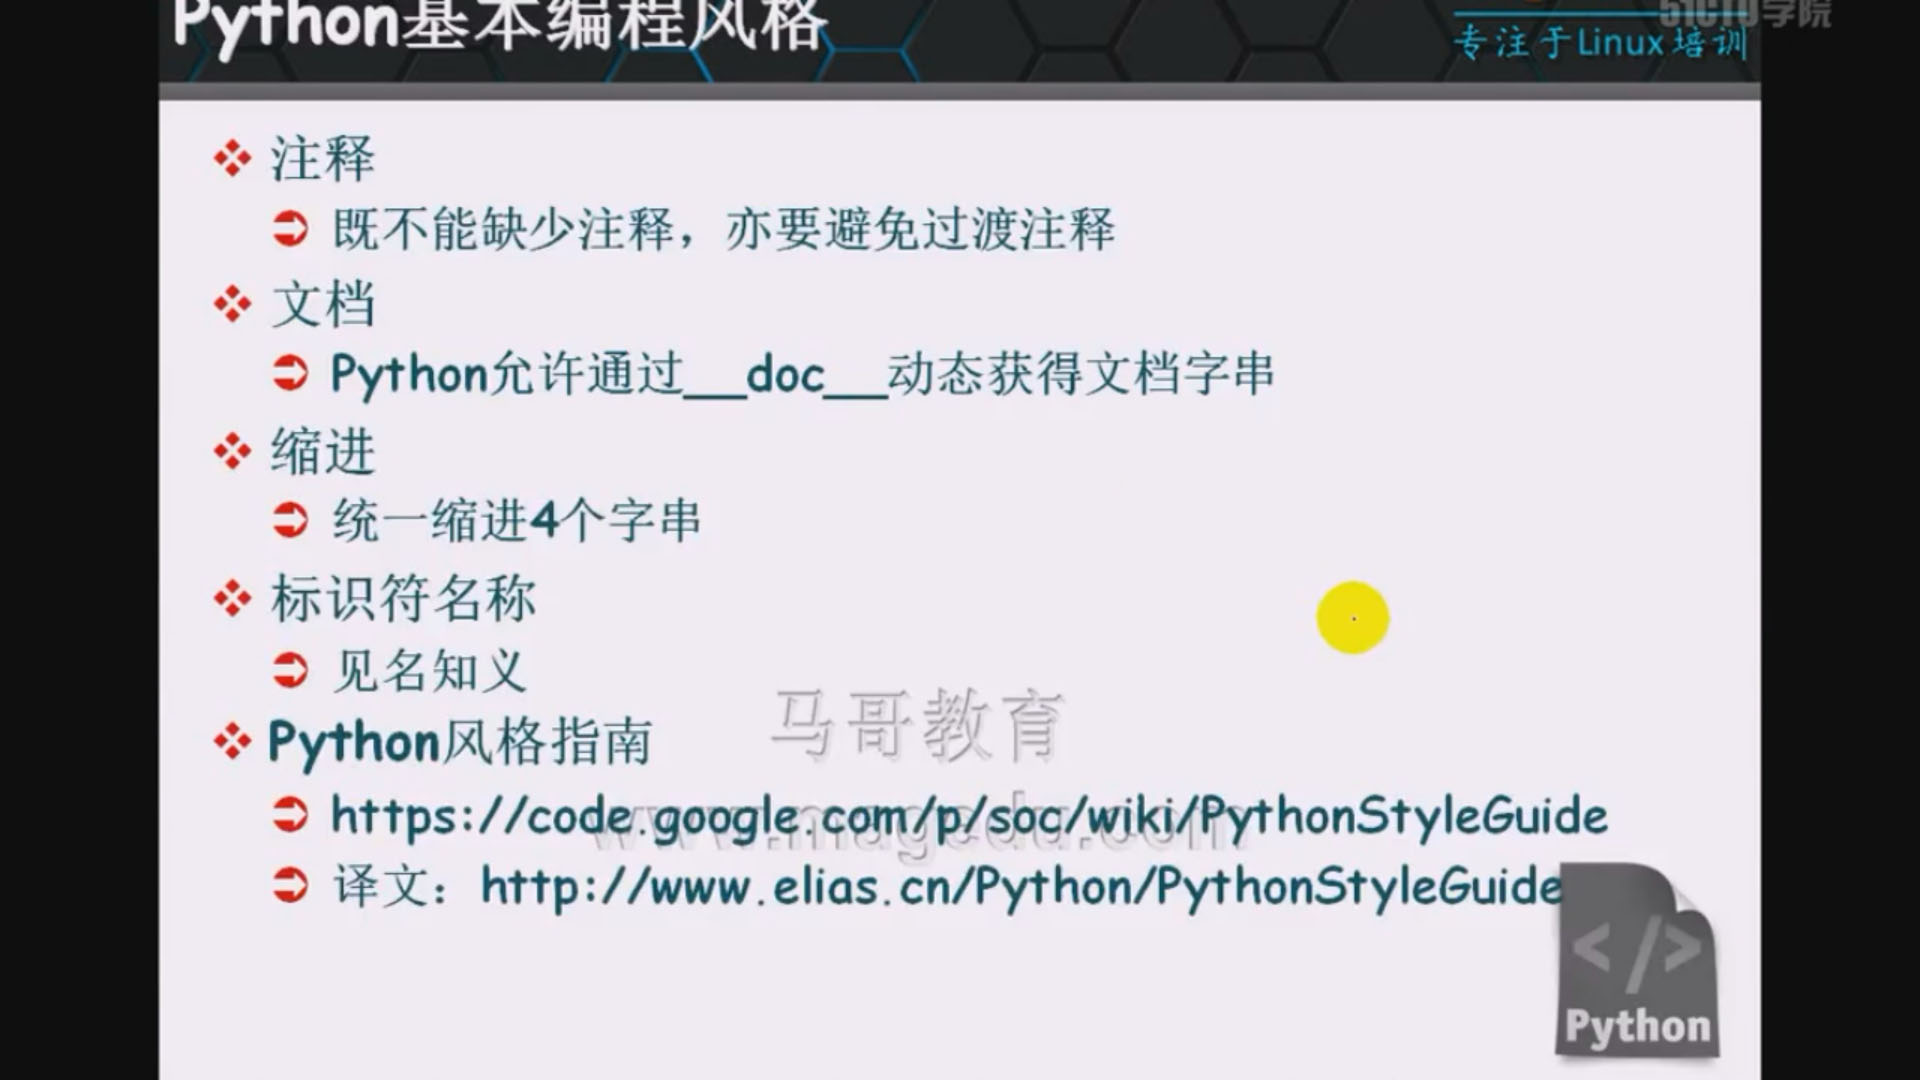 Python基本编程风格
51CTO学院
专注于Linux培训
注释
既不能缺少注释，亦要避免过渡注释
文档
Python允许通过__doc__动态获得文档字串
缩进
统一缩进4个字串
标识符名称
见名知义
马哥教育
Python风格指南
www.magedu.com
https://code.google.com/p/soc/wiki/PythonStyleGuide
译文：http://www.elias.cn/Python/PythonStyleGuide
</>
Python